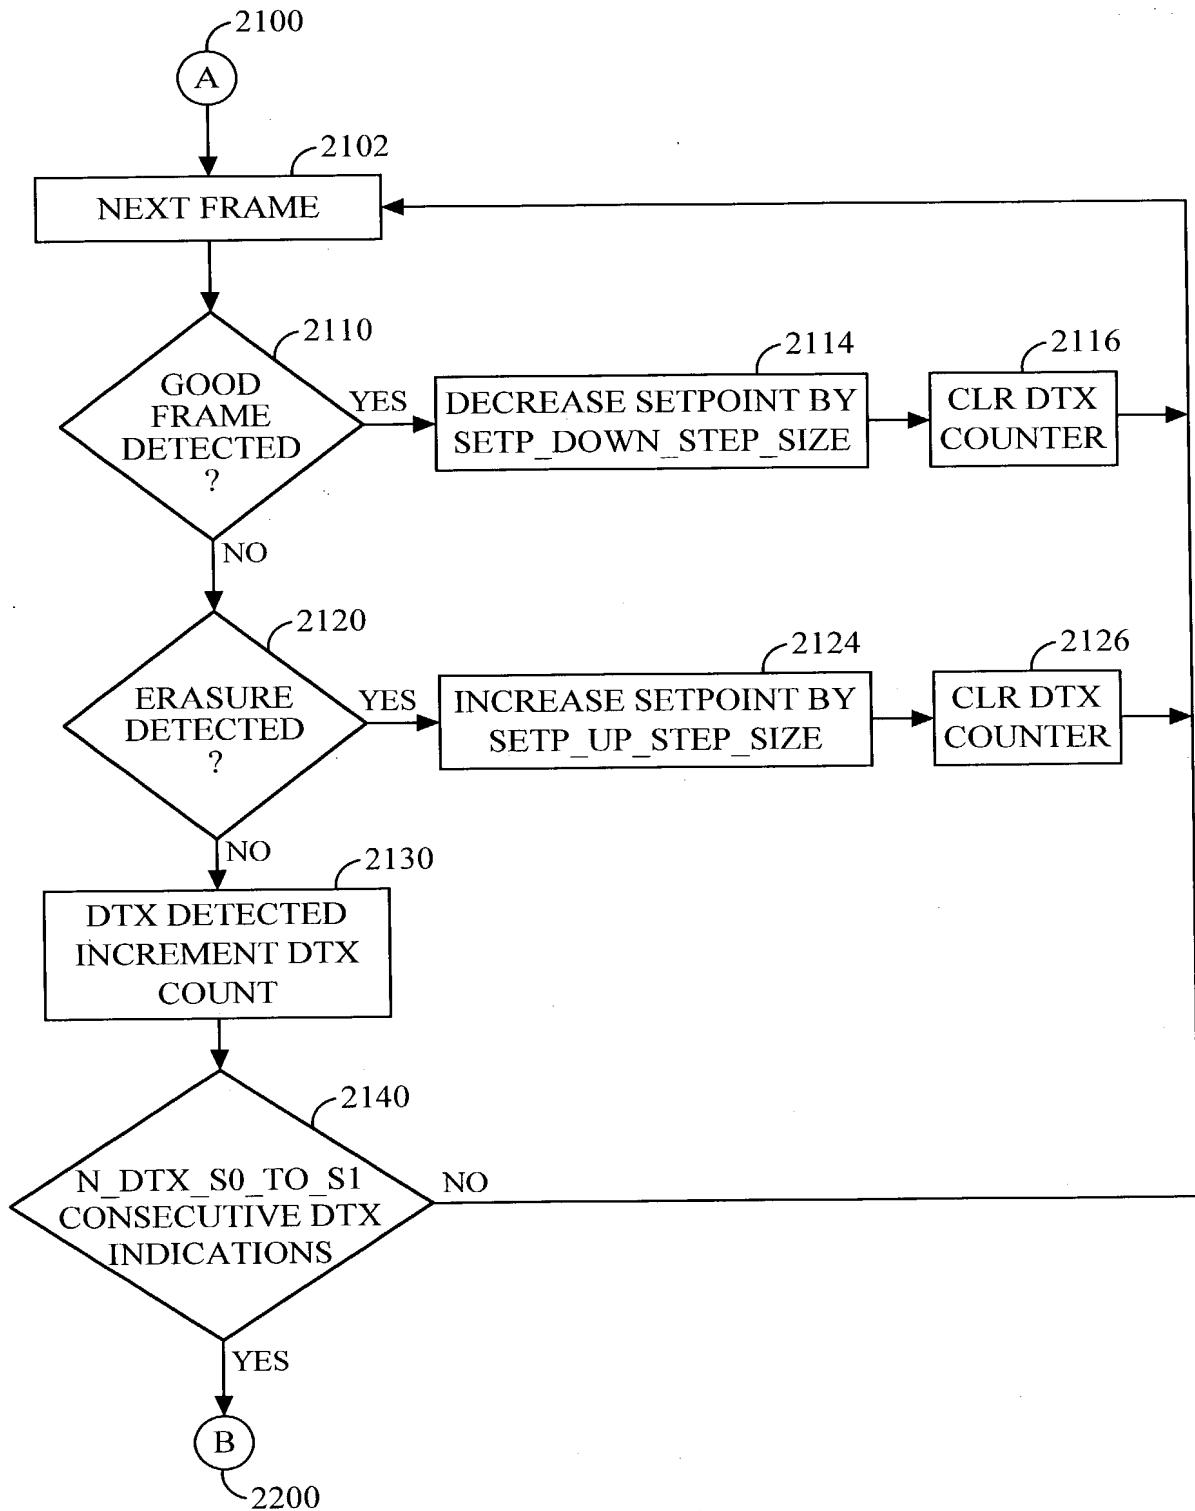 2100
A
2102
NEXT FRAME
2110
GOOD
FRAME
DETECTED
?
YES
2114
DECREASE SETPOINT BY
SETP_DOWN_STEP_SIZE
2116
CLR DTX
COUNTER
NO
2120
ERASURE
DETECTED
?
YES
2124
INCREASE SETPOINT BY
SETP_UP_STEP_SIZE
2126
CLR DTX
COUNTER
NO
2130
DTX DETECTED
INCREMENT DTX
COUNT
2140
N_DTX_S0_TO_S1
CONSECUTIVE DTX
INDICATIONS
NO
YES
B
2200